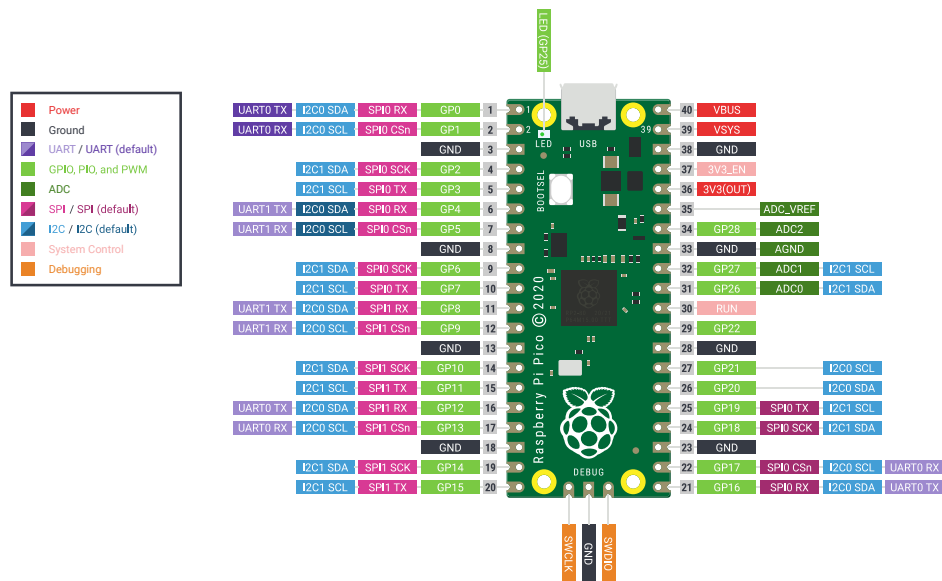 LED (GP25)
Power
Ground
UART / UART (default)
GPIO, PIO, and PWM
ADC
SPI / SPI (default)
I2C / I2C (default)
System Control
Debugging
UART0 TX I2C0 SDA SPI0 RX GP0 1
UART0 RX I2C0 SCL SPI0 CSn GP1 2
GND 3
I2C1 SDA SPI0 SCK GP2 4
I2C1 SCL SPI0 TX GP3 5
UART1 TX I2C0 SDA SPI0 RX GP4 6
UART1 RX I2C0 SCL SPI0 CSn GP5 7
GND 8
I2C1 SDA SPI0 SCK GP6 9
I2C1 SCL SPI0 TX GP7 10
UART1 TX I2C0 SDA SPI1 RX GP8 11
UART1 RX I2C0 SCL SPI1 CSn GP9 12
GND 13
I2C1 SDA SPI1 SCK GP10 14
I2C1 SCL SPI1 TX GP11 15
UART0 TX I2C0 SDA SPI1 RX GP12 16
UART0 RX I2C0 SCL SPI1 CSn GP13 17
GND 18
I2C1 SDA SPI1 SCK GP14 19
I2C1 SCL SPI1 TX GP15 20
1
2
39
LED
USB
BOOTSEL
Raspberry Pi Pico © 2020
DEBUG
40 VBUS
39 VSYS
38 GND
37 3V3_EN
36 3V3(OUT)
35 ADC_VREF
34 GP28 ADC2
33 GND AGND
32 GP27 ADC1 I2C1 SCL
31 GP26 ADC0 I2C1 SDA
30 RUN
29 GP22
28 GND
27 GP21 I2C0 SCL
26 GP20 I2C0 SDA
25 GP19 SPI0 TX I2C1 SCL
24 GP18 SPI0 SCK I2C1 SDA
23 GND
22 GP17 SPI0 CSn I2C0 SCL UART0 RX
21 GP16 SPI0 RX I2C0 SDA UART0 TX
SWCLK
GND
SWDIO